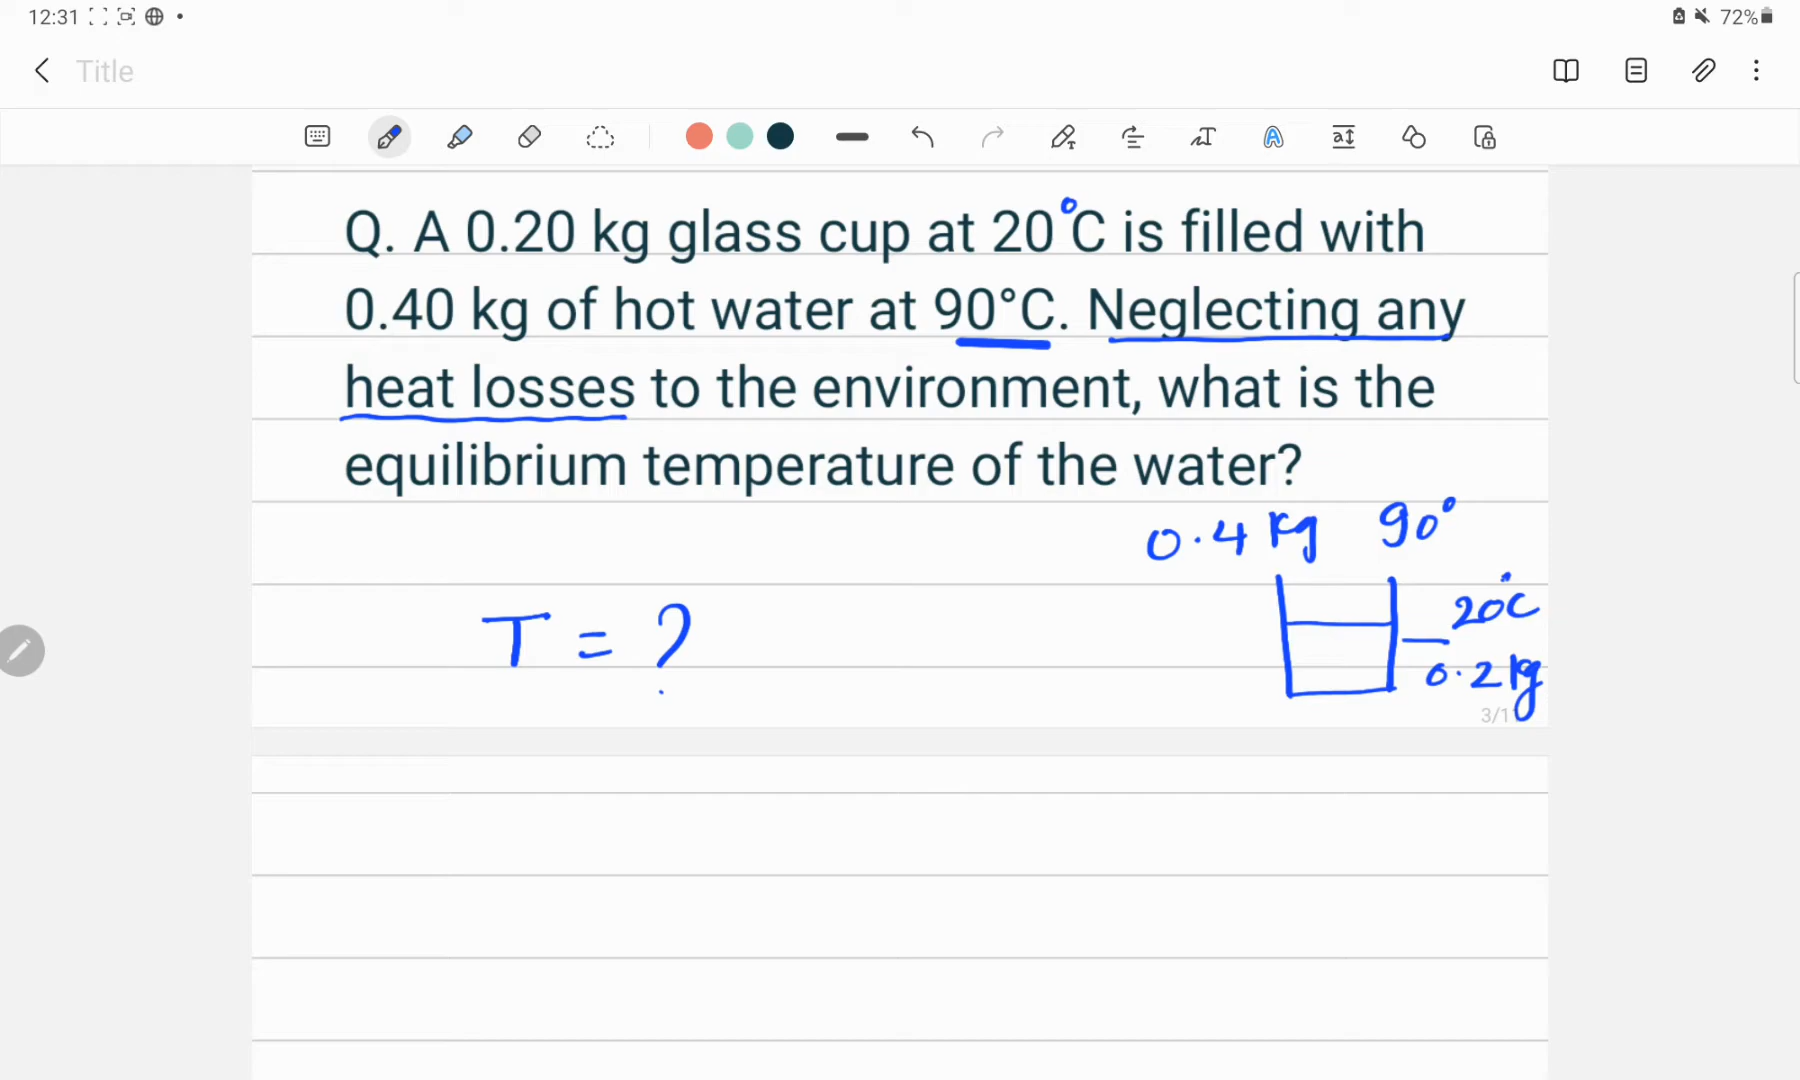 12:31 72%
Title
Q. A 0.20 kg glass cup at 20°C is filled with
0.40 kg of hot water at 90°C. Neglecting any
heat losses to the environment, what is the
equilibrium temperature of the water?
0.4 kg 90°
T = ?
20°C
0.2 kg